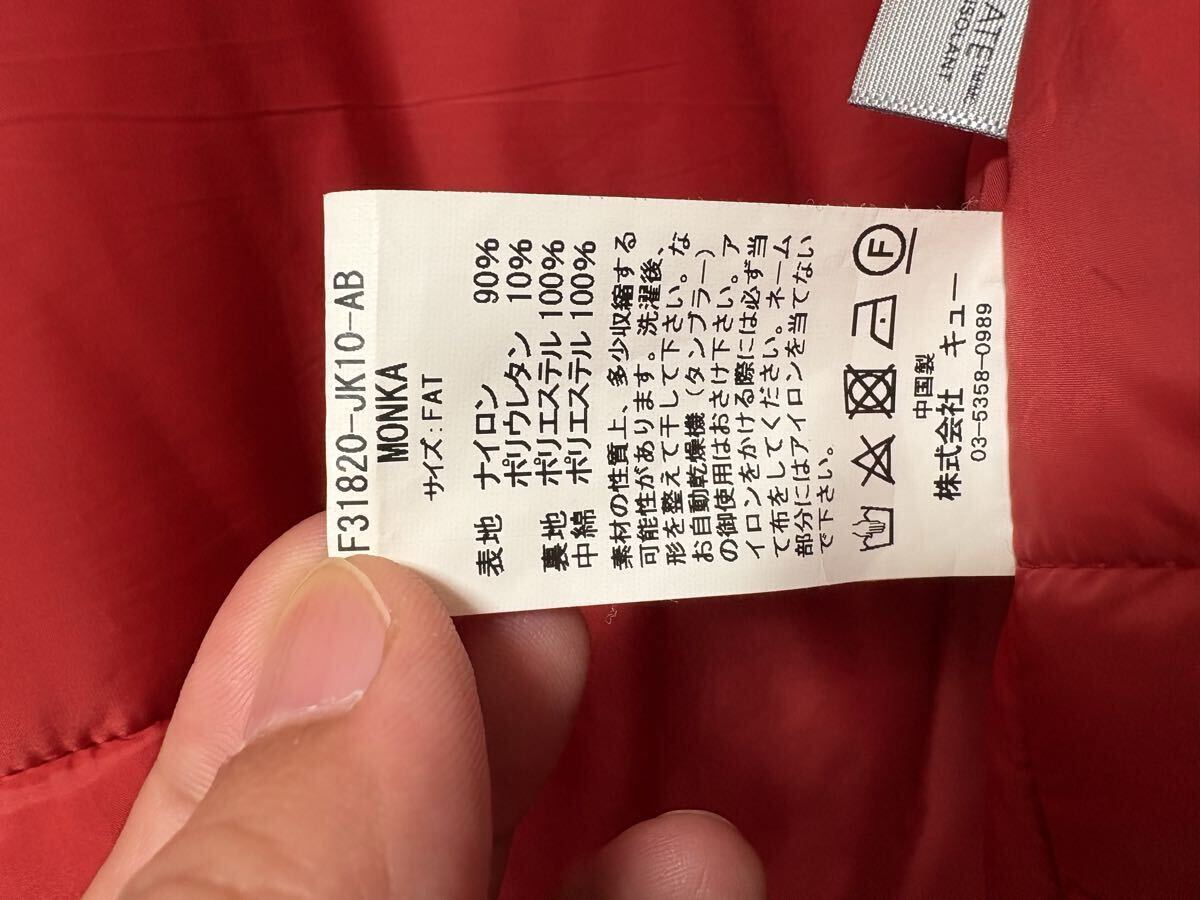 F31820-JK10-AB
MONKA
サイズ:FAT
表地 ナイロン 90%
ポリウレタン 10%
裏地 ポリエステル 100%
中綿 ポリエステル 100%
素材の性質上、多少収縮する
可能性があります。洗濯後、
形を整えて干して下さい。な
お自動乾燥機(タンブラー)
の御使用はおさけ下さい。ア
イロンをかける際には必ず当
て布をしてください。ネーム
部分にはアイロンを当てない
で下さい。
F
中国製
株式会社 キュー
03-5358-0989